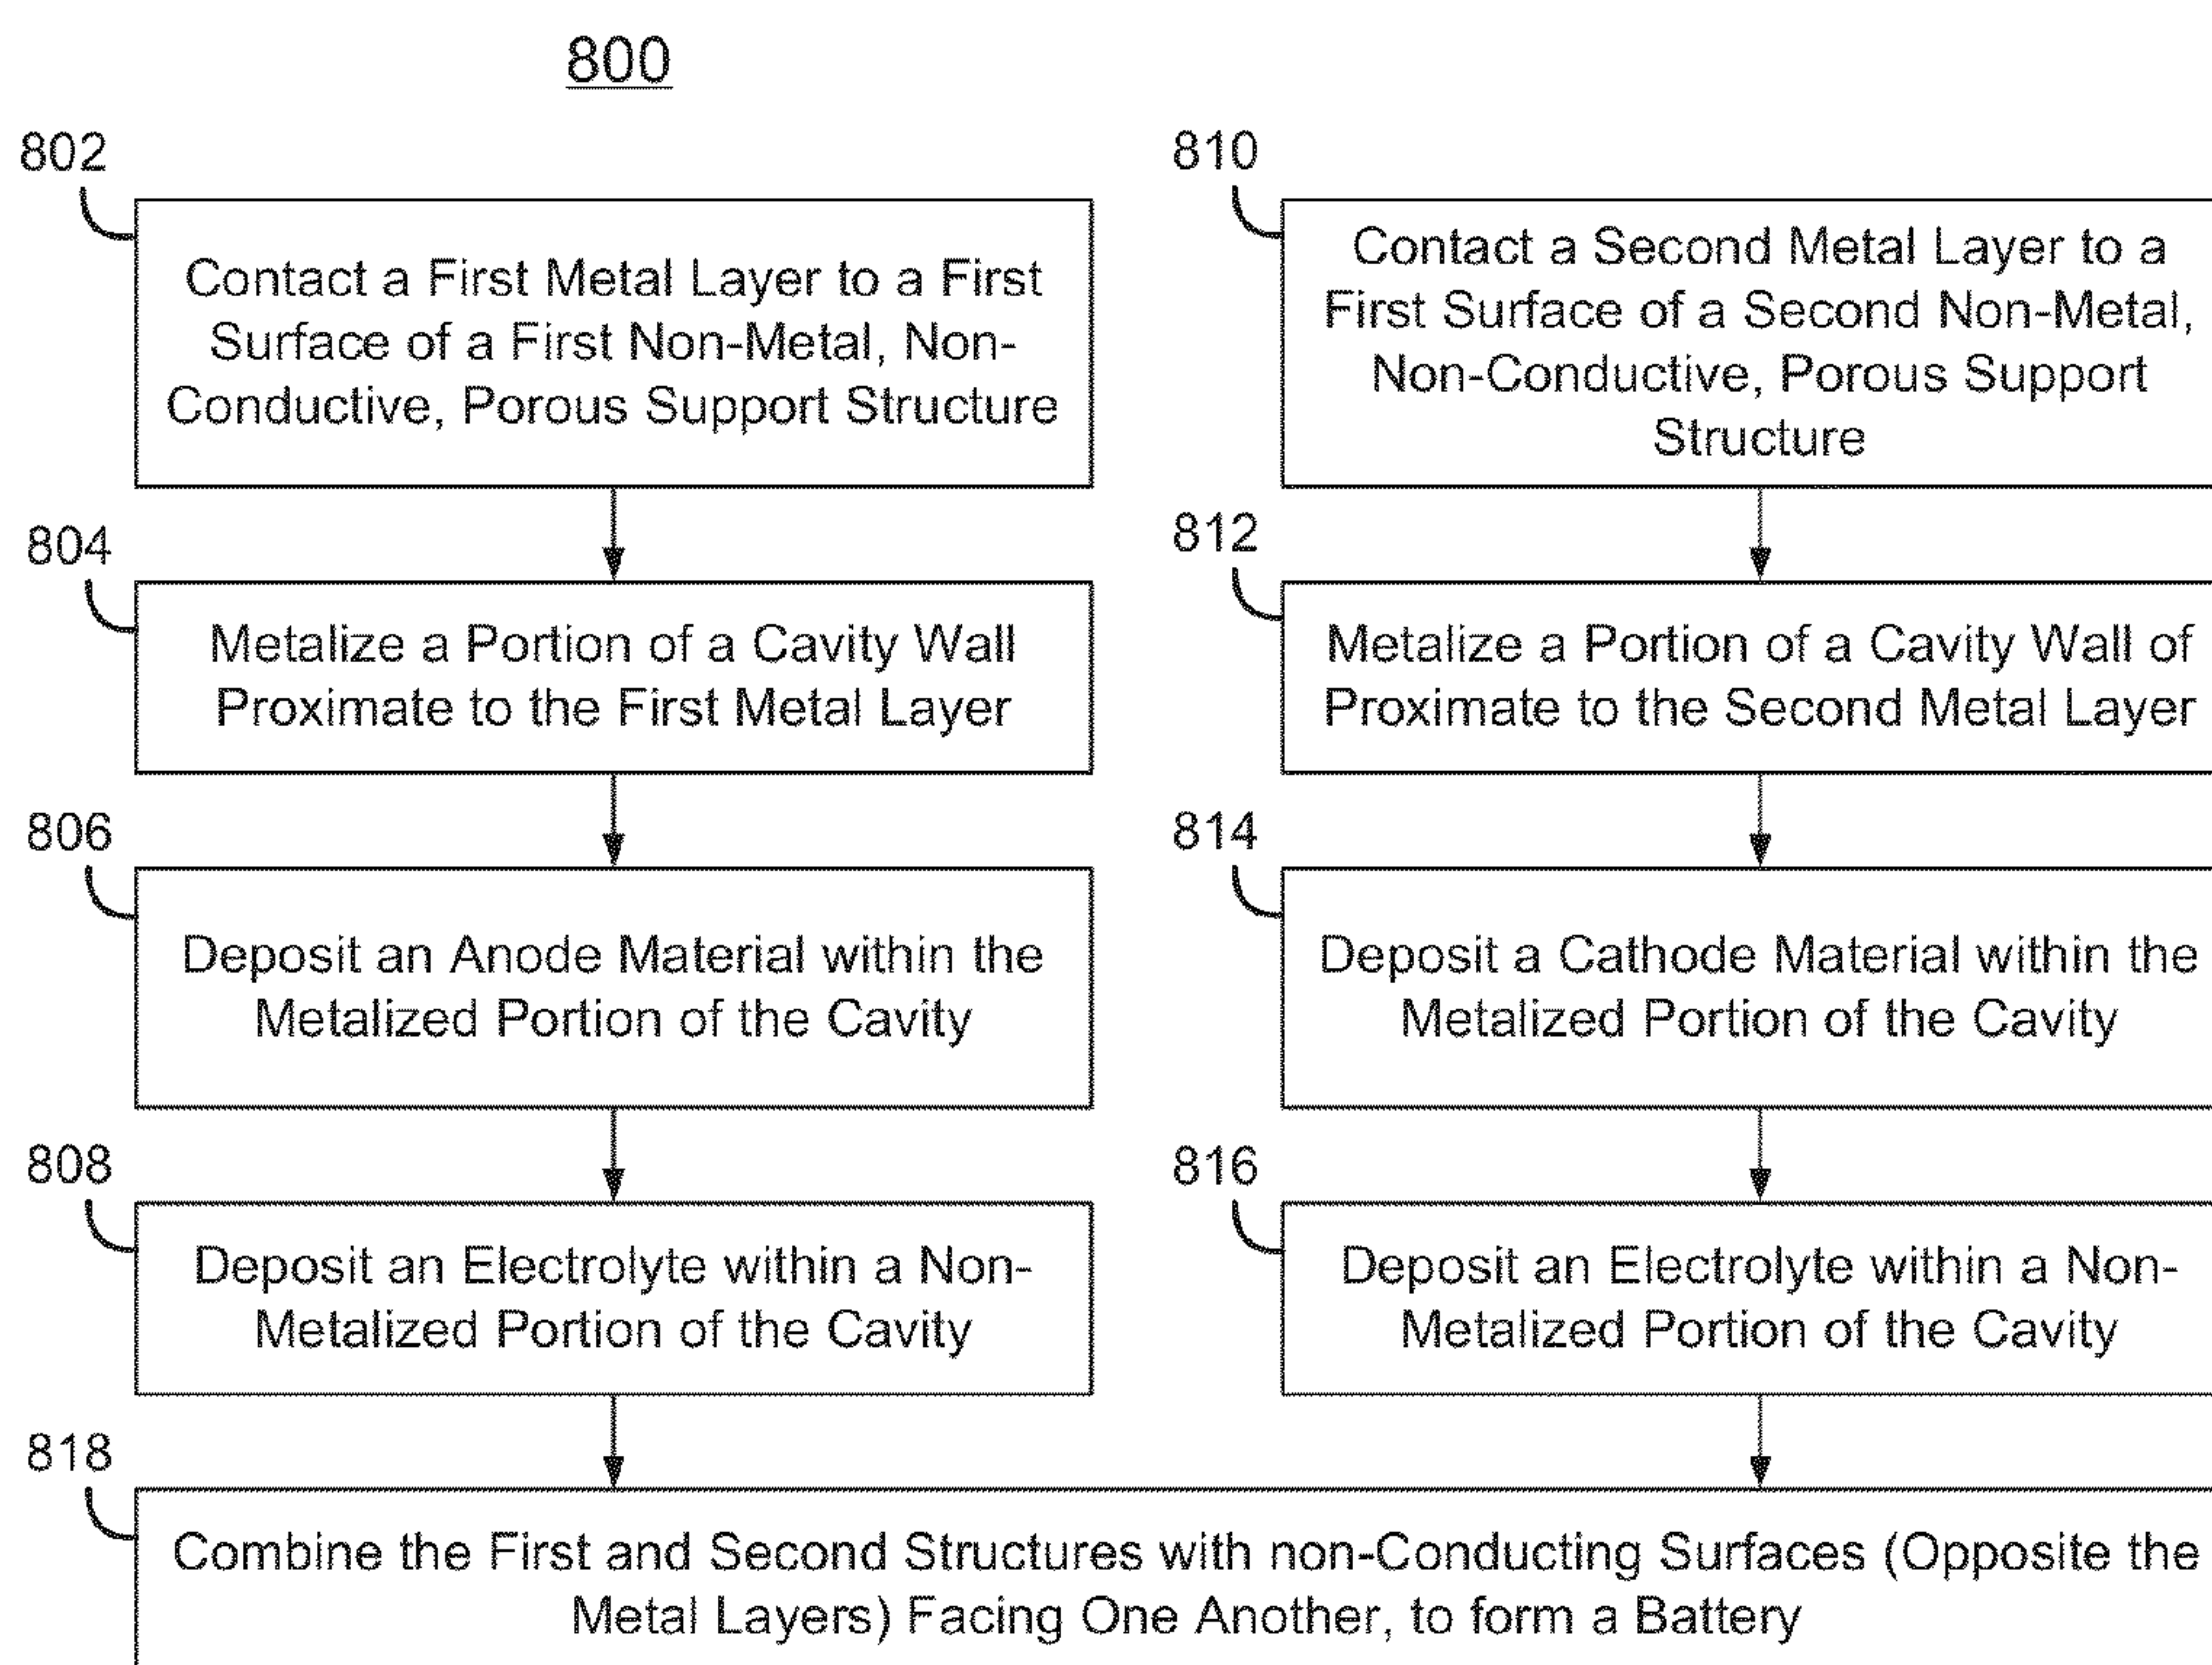 800
802
Contact a First Metal Layer to a First
Surface of a First Non-Metal, Non-
Conductive, Porous Support Structure
804
Metalize a Portion of a Cavity Wall
Proximate to the First Metal Layer
806
Deposit an Anode Material within the
Metalized Portion of the Cavity
808
Deposit an Electrolyte within a Non-
Metalized Portion of the Cavity
810
Contact a Second Metal Layer to a
First Surface of a Second Non-Metal,
Non-Conductive, Porous Support
Structure
812
Metalize a Portion of a Cavity Wall of
Proximate to the Second Metal Layer
814
Deposit a Cathode Material within the
Metalized Portion of the Cavity
816
Deposit an Electrolyte within a Non-
Metalized Portion of the Cavity
818
Combine the First and Second Structures with non-Conducting Surfaces (Opposite the
Metal Layers) Facing One Another, to form a Battery